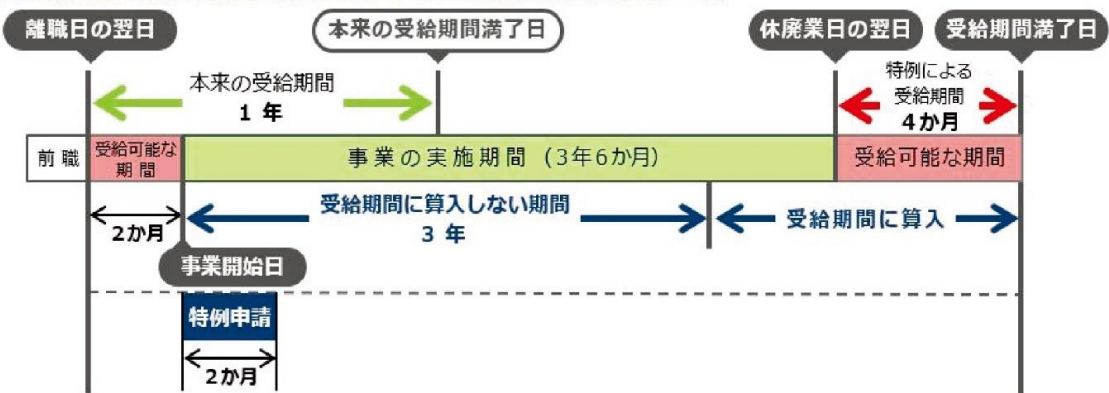 離職日の翌日
本来の受給期間満了日
休廃業日の翌日
受給期間満了日
本来の受給期間
1 年
特例による
受給期間
4か月
前 職
受給可能な
期 間
事業の実施期間 (3年6か月)
受給可能な期間
2か月
受給期間に算入しない期間
3 年
受給期間に算入
事業開始日
特例申請
2か月